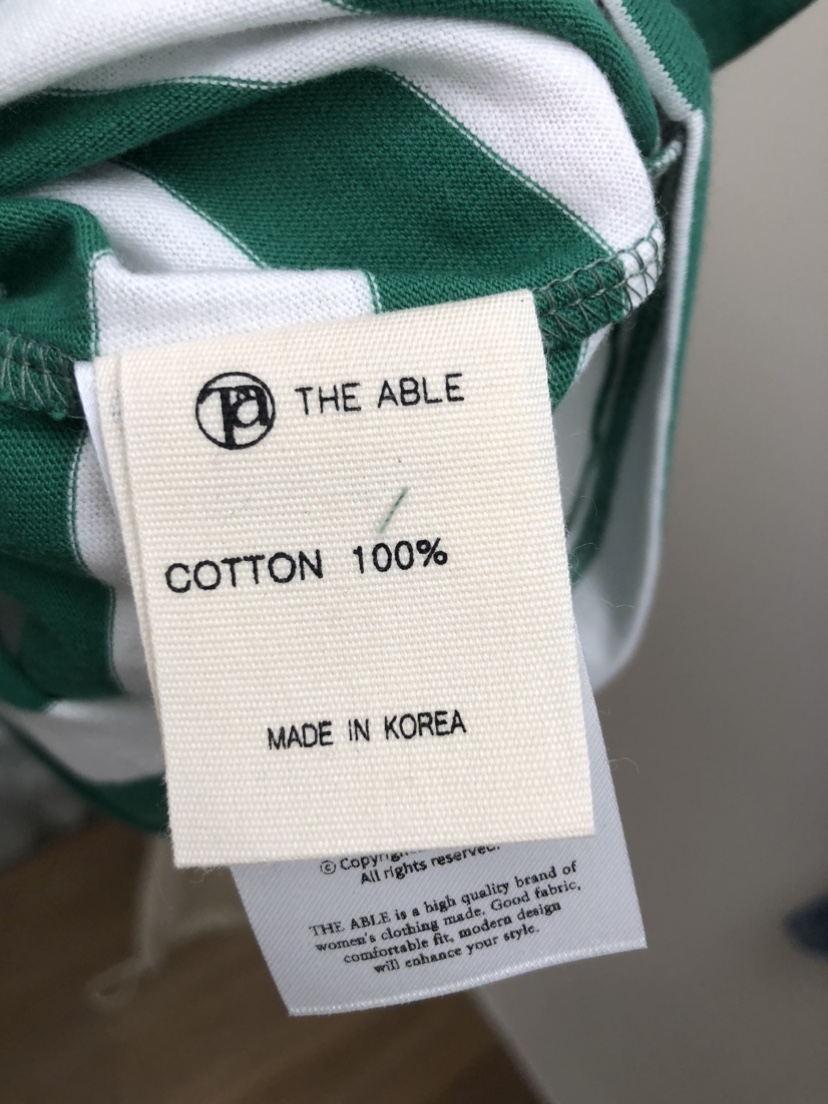 Ta THE ABLE
COTTON 100%
MADE IN KOREA
©
All rights reserved.
THE ABLE is a high quality brand of
women's clothing made. Good fabric,
comfortable fit, modern design
will enhance your style.